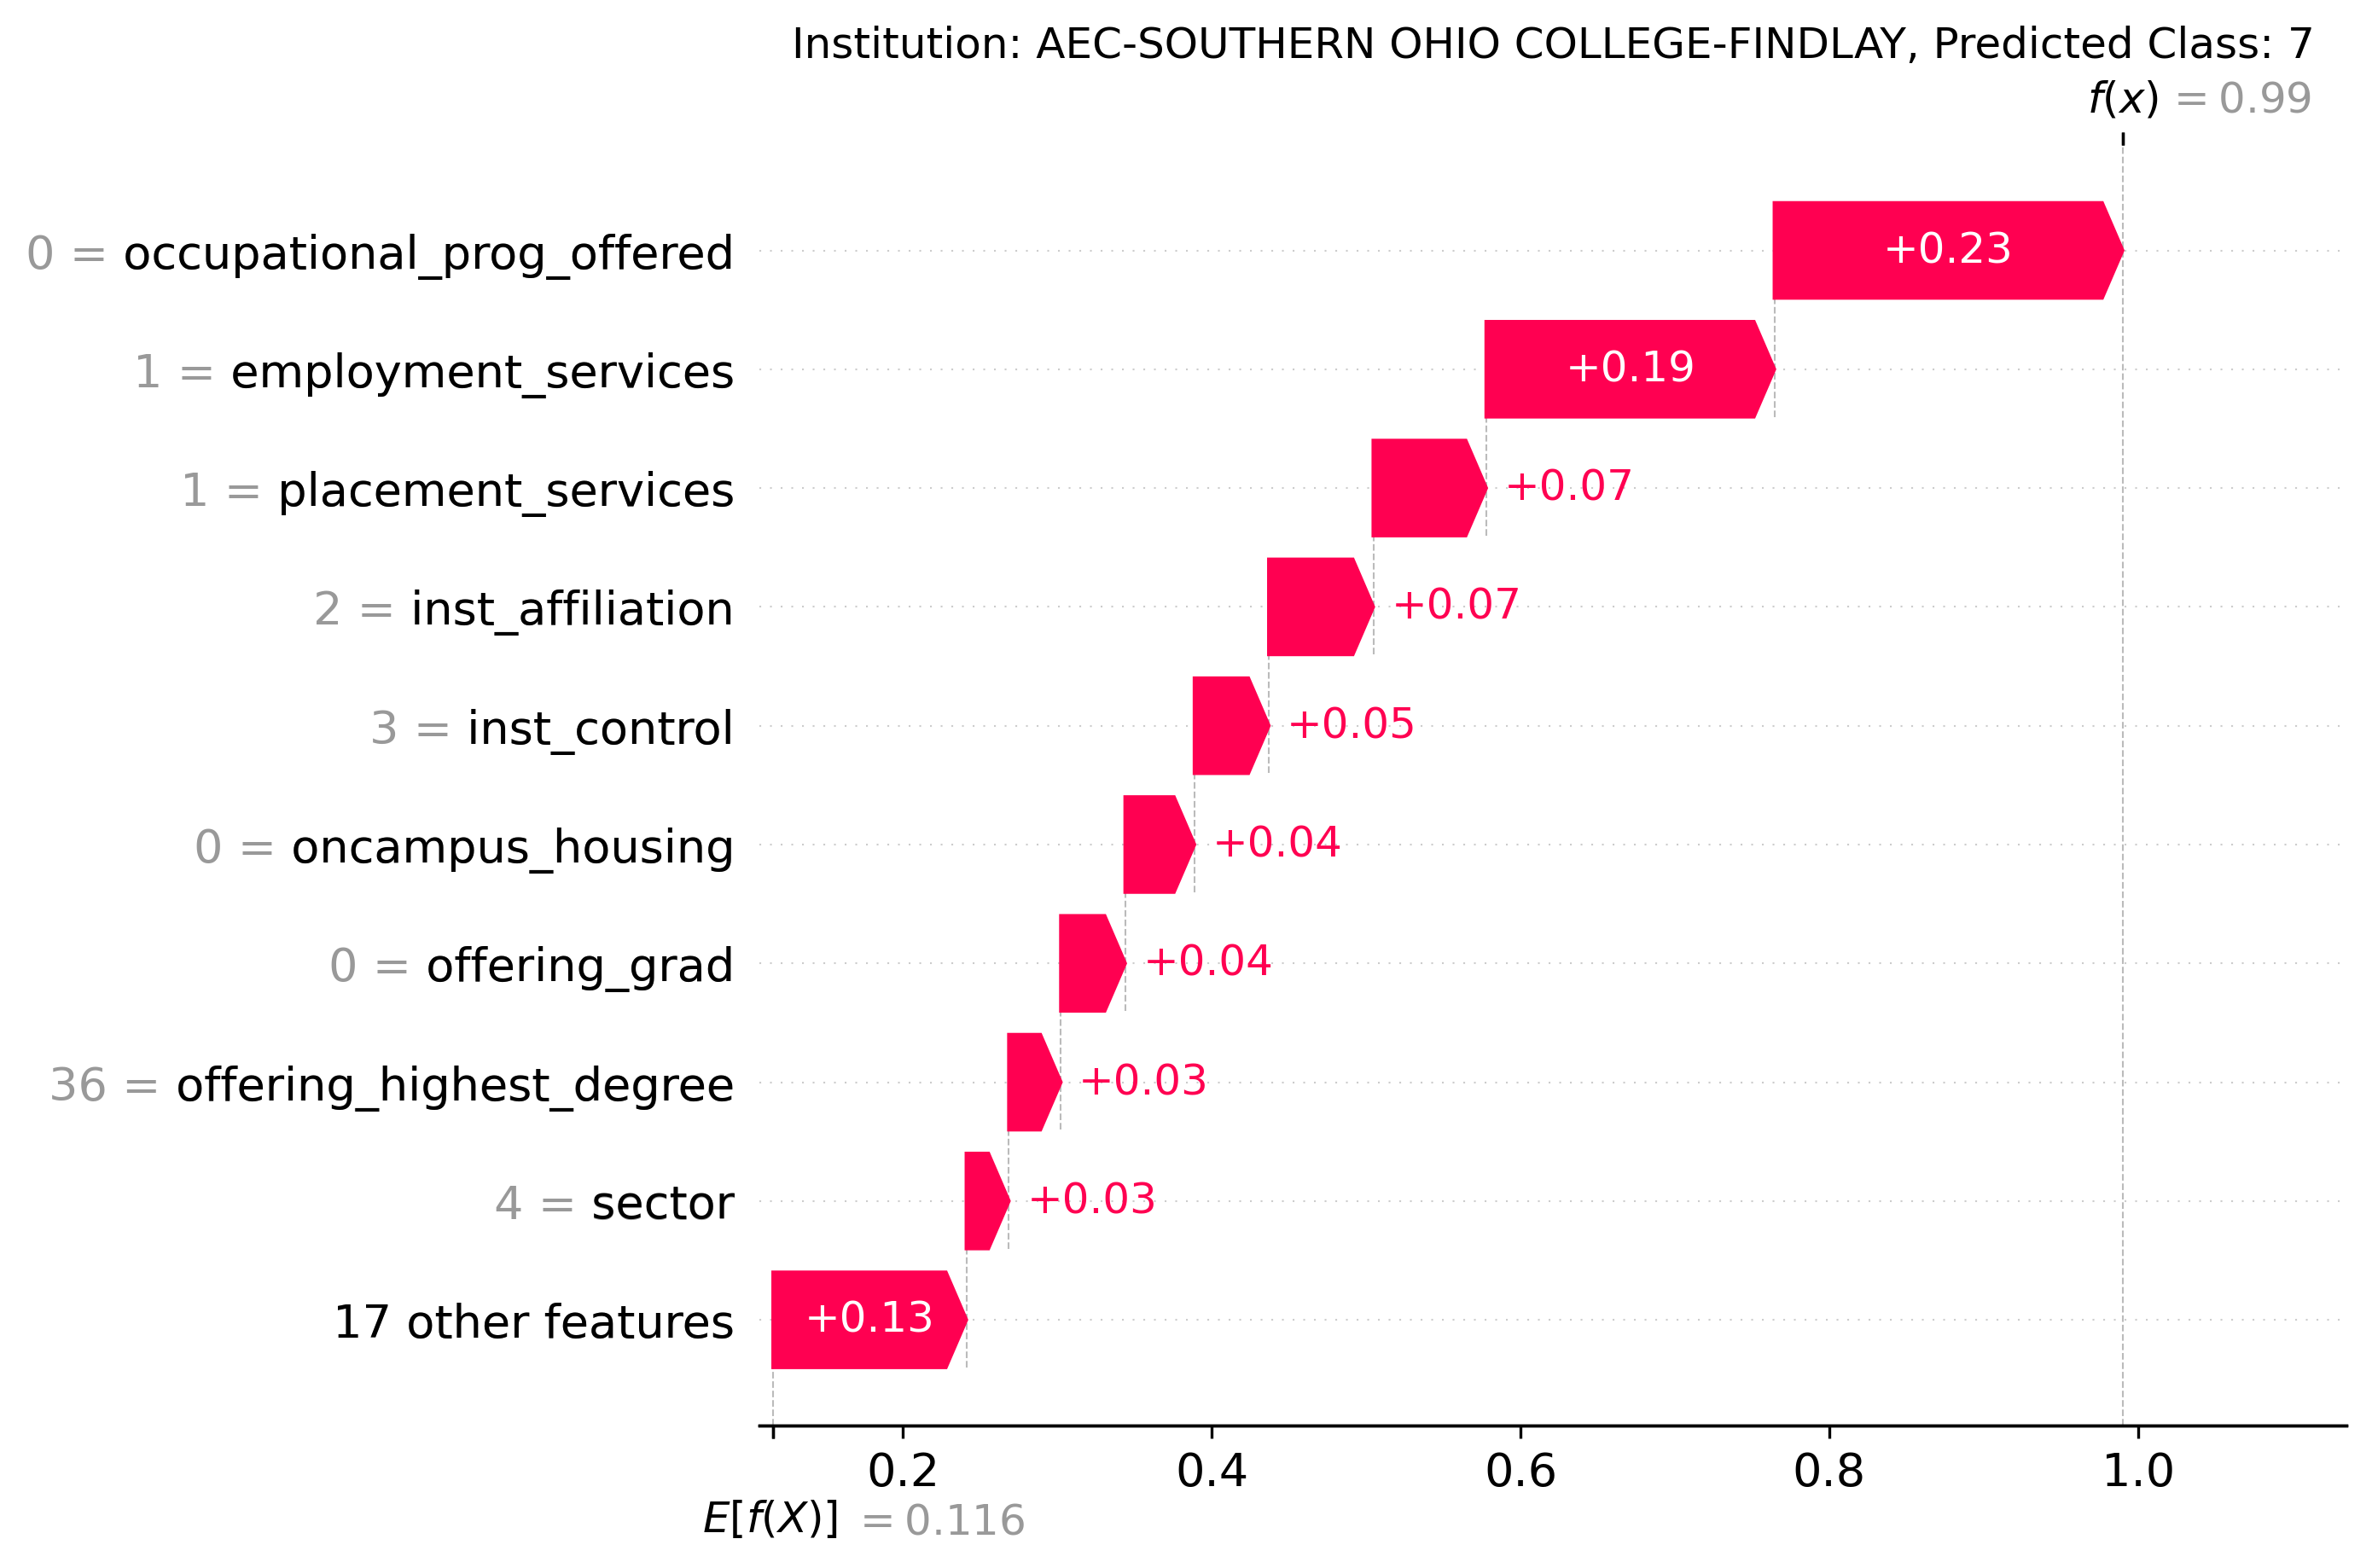 Institution: AEC-SOUTHERN OHIO COLLEGE-FINDLAY, Predicted Class: 7
f(x) = 0.99
0 = occupational_prog_offered +0.23
1 = employment_services +0.19
1 = placement_services +0.07
2 = inst_affiliation +0.07
3 = inst_control +0.05
0 = oncampus_housing +0.04
0 = offering_grad +0.04
36 = offering_highest_degree +0.03
4 = sector +0.03
17 other features +0.13
0.2 0.4 0.6 0.8 1.0
E[f(X)] = 0.116